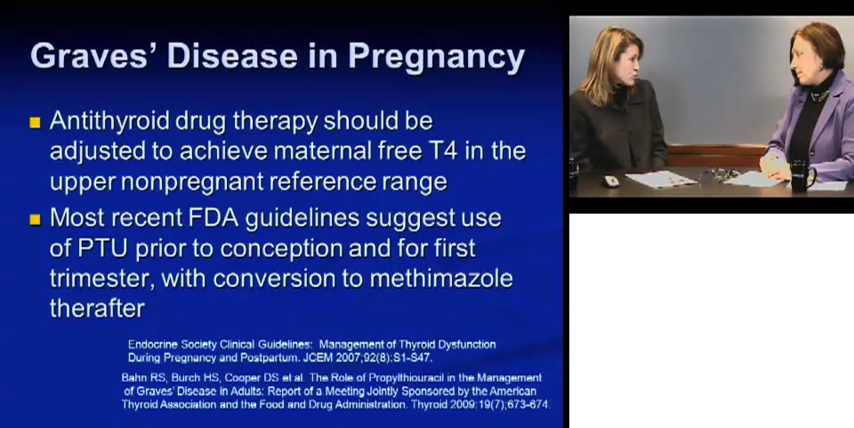 Graves' Disease in Pregnancy
Antithyroid drug therapy should be
adjusted to achieve maternal free T4 in the
upper nonpregnant reference range
Most recent FDA guidelines suggest use
of PTU prior to conception and for first
trimester, with conversion to methimazole
therafter
Endocrine Society Clinical Guidelines: Management of Thyroid Dysfunction
During Pregnancy and Postpartum. JCEM 2007;92(8):S1-S47.
Bahn RS, Burch HS, Cooper DS et al. The Role of Propylthiouracil in the Management
of Graves' Disease in Adults: Report of a Meeting Jointly Sponsored by the American
Thyroid Association and the Food and Drug Administration. Thyroid 2009:19(7);673-674.